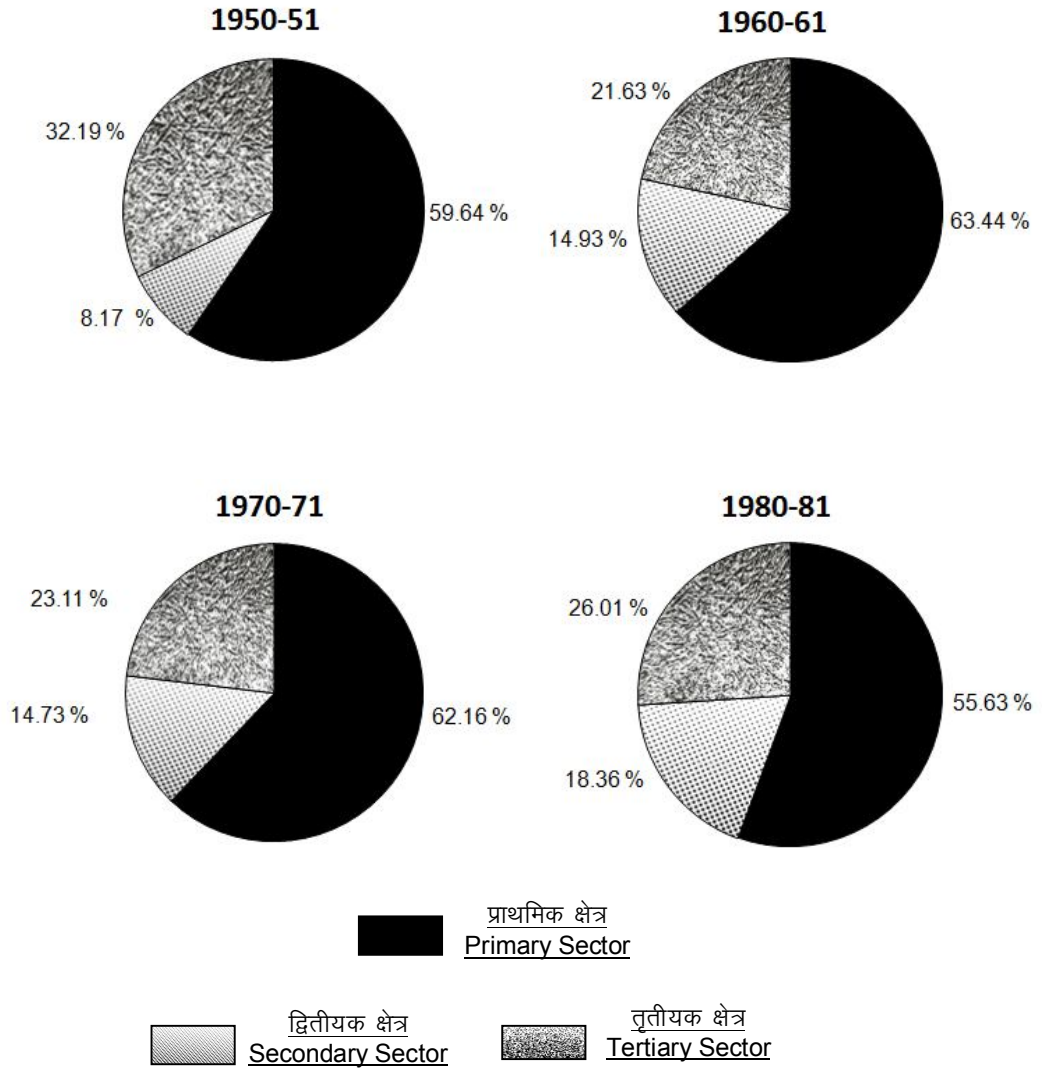 1950-51
32.19 %
59.64 %
8.17 %
1960-61
21.63 %
63.44 %
14.93 %
1970-71
23.11 %
62.16 %
14.73 %
1980-81
26.01 %
55.63 %
18.36 %
प्राथमिक क्षेत्र
Primary Sector
द्वितीयक क्षेत्र
Secondary Sector
तृतीयक क्षेत्र
Tertiary Sector